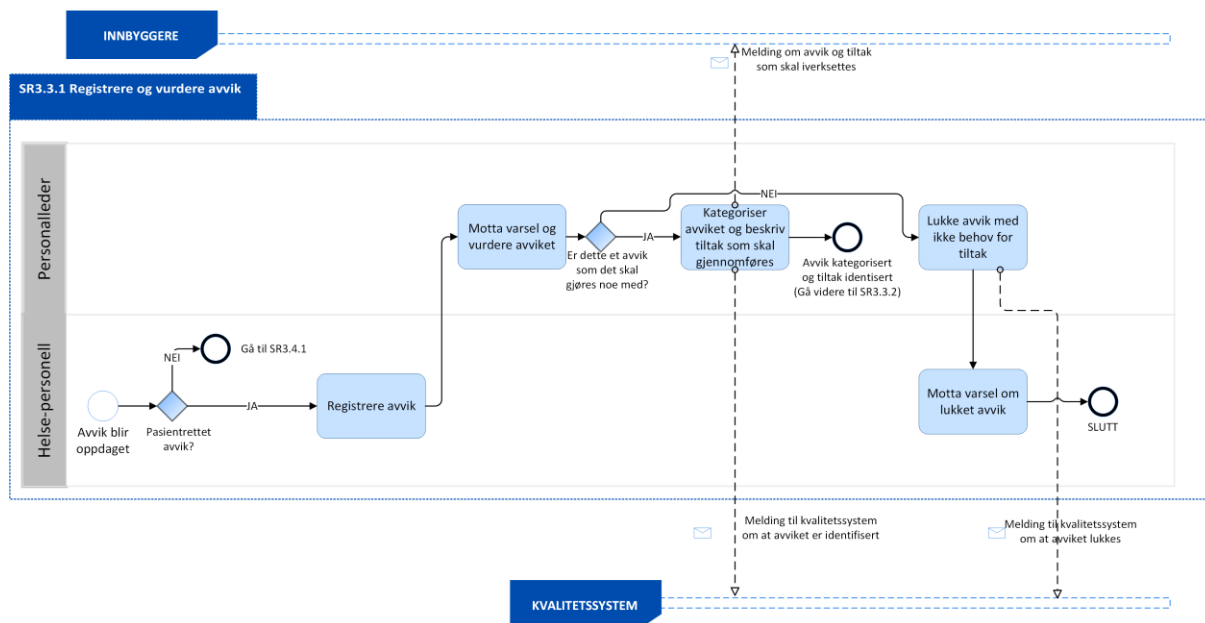 INNBYGGERE
Melding om avvik og tiltak
som skal iverksettes
SR3.3.1 Registrere og vurdere avvik
Personalleder
Motta varsel og
vurdere avviket
Er dette et avvik
som det skal
gjøres noe med?
JA
NEI
Kategoriser
avviket og beskriv
tiltak som skal
gjennomføres
Avvik kategorisert
og tiltak identisert
(Gå videre til SR3.3.2)
Lukke avvik med
ikke behov for
tiltak
Helse-personell
Avvik blir
oppdaget
Pasientrettet
avvik?
NEI
Gå til SR3.4.1
JA
Registrere avvik
Motta varsel om
lukket avvik
SLUTT
Melding til kvalitetssystem
om at avviket er identifisert
Melding til kvalitetssystem
om at avviket lukkes
KVALITETSSYSTEM